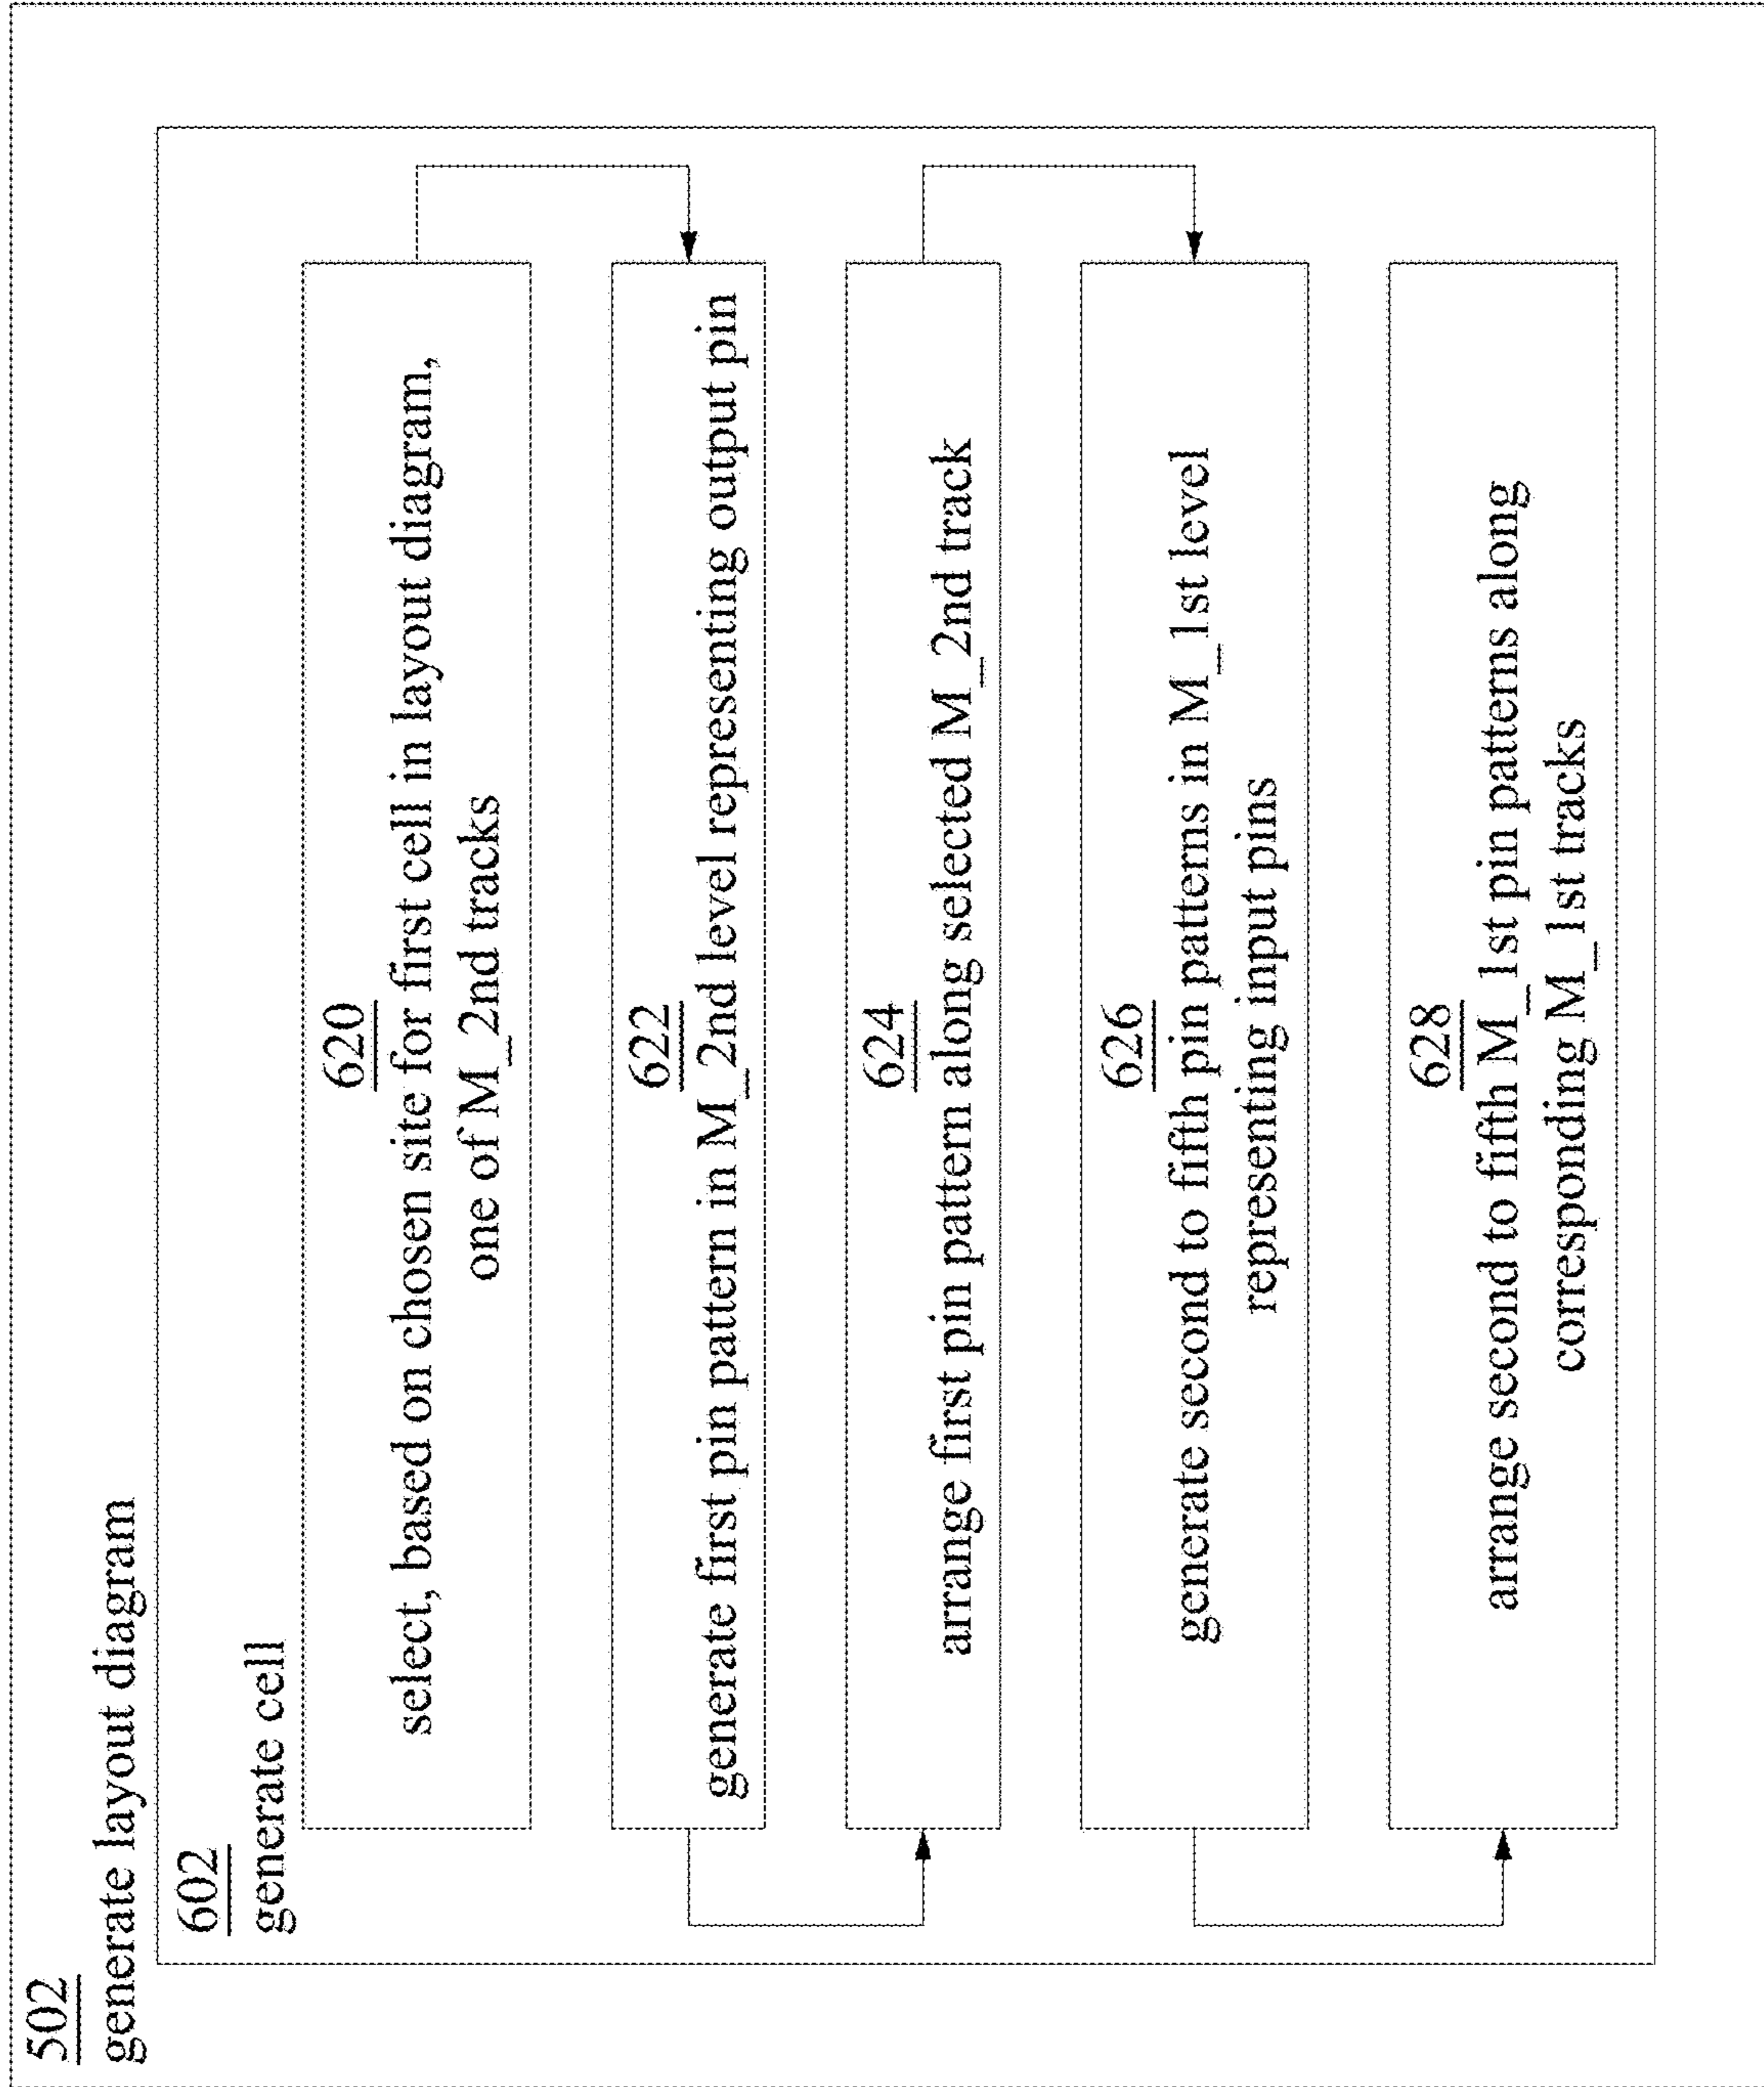 502
generate layout diagram
602
generate cell
620
select, based on chosen site for first cell in layout diagram,
one of M_2nd tracks
622
generate first pin pattern in M_2nd level representing output pin
624
arrange first pin pattern along selected M_2nd track
626
generate second to fifth pin patterns in M_1st level
representing input pins
628
arrange second to fifth M_1st pin patterns along
corresponding M_1st tracks